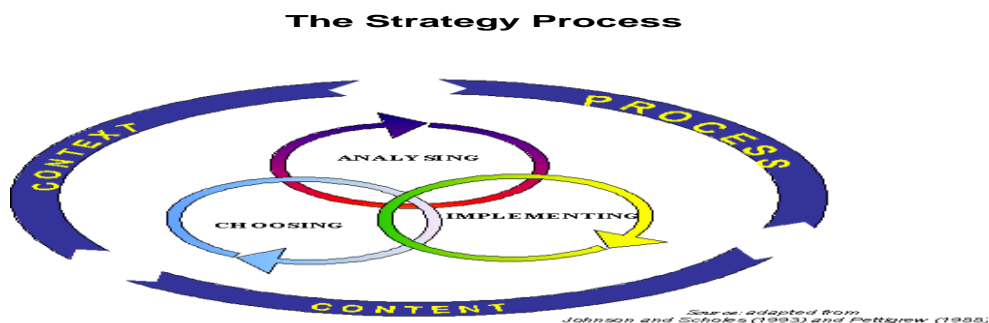 The Strategy Process
CONTEXT
PROCESS
ANALYSING
CHOOSING
IMPLEMENTING
CONTENT
Source: adapted from
Johnson and Scholes (1993) and Pettigrew (1988)